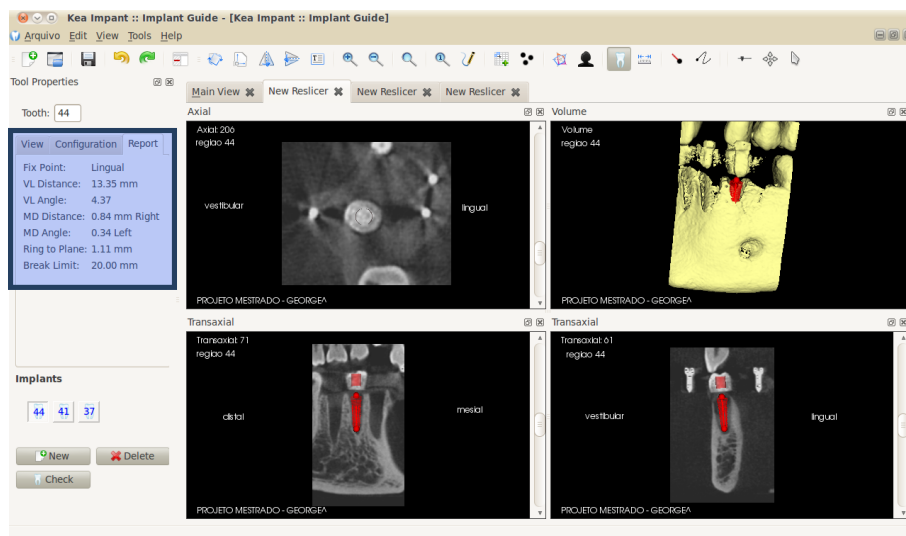 Kea Impant :: Implant Guide - [Kea Impant :: Implant Guide]
Arquivo Edit View Tools Help
Tool Properties
Tooth: 44
View Configuration Report
Fix Point: Lingual
VL Distance: 13.35 mm
VL Angle: 4.37
MD Distance: 0.84 mm Right
MD Angle: 0.34 Left
Ring to Plane: 1.11 mm
Break Limit: 20.00 mm
Implants
44 41 37
New Delete
Check
Main View New Reslicer New Reslicer New Reslicer
Axial
Axial: 206
regiao 44
vestibular
lingual
PROJETO MESTRADO - GEORGE^
Volume
Volume
regiao 44
PROJETO MESTRADO - GEORGE^
Transaxial
Transaxial: 71
regiao 44
distal
mesial
PROJETO MESTRADO - GEORGE^
Transaxial
Transaxial: 61
regiao 44
vestibular
lingual
PROJETO MESTRADO - GEORGE^